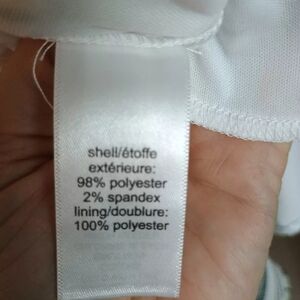 shell/étoffe
extérieure:
98% polyester
2% spandex
lining/doublure:
100% polyester